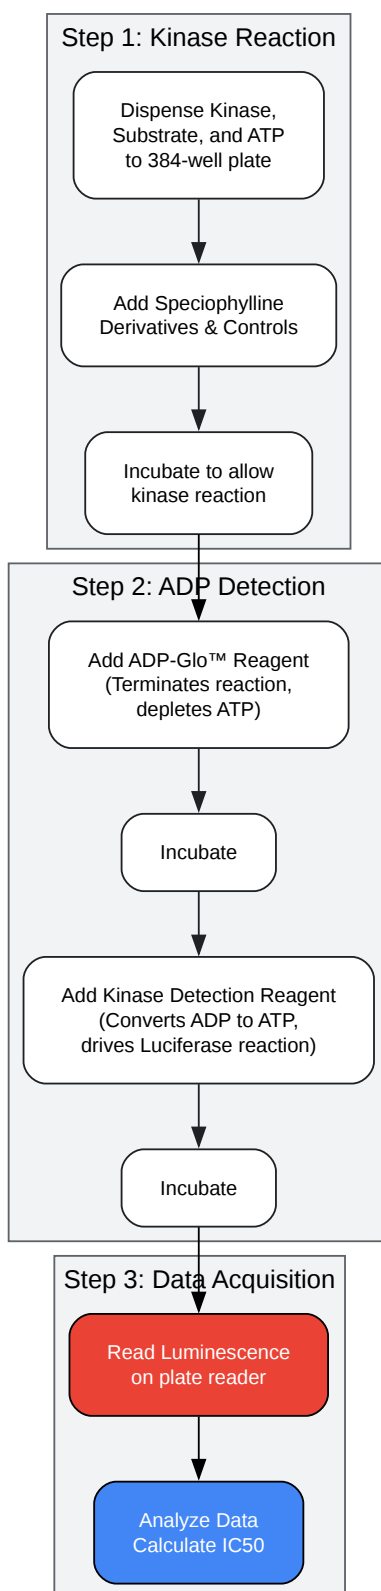 Step 1: Kinase Reaction
Dispense Kinase,
Substrate, and ATP
to 384-well plate
Add Speciophylline
Derivatives & Controls
Incubate to allow
kinase reaction
Step 2: ADP Detection
Add ADP-Glo™ Reagent
(Terminates reaction,
depletes ATP)
Incubate
Add Kinase Detection Reagent
(Converts ADP to ATP,
drives Luciferase reaction)
Incubate
Step 3: Data Acquisition
Read Luminescence
on plate reader
Analyze Data
Calculate IC50